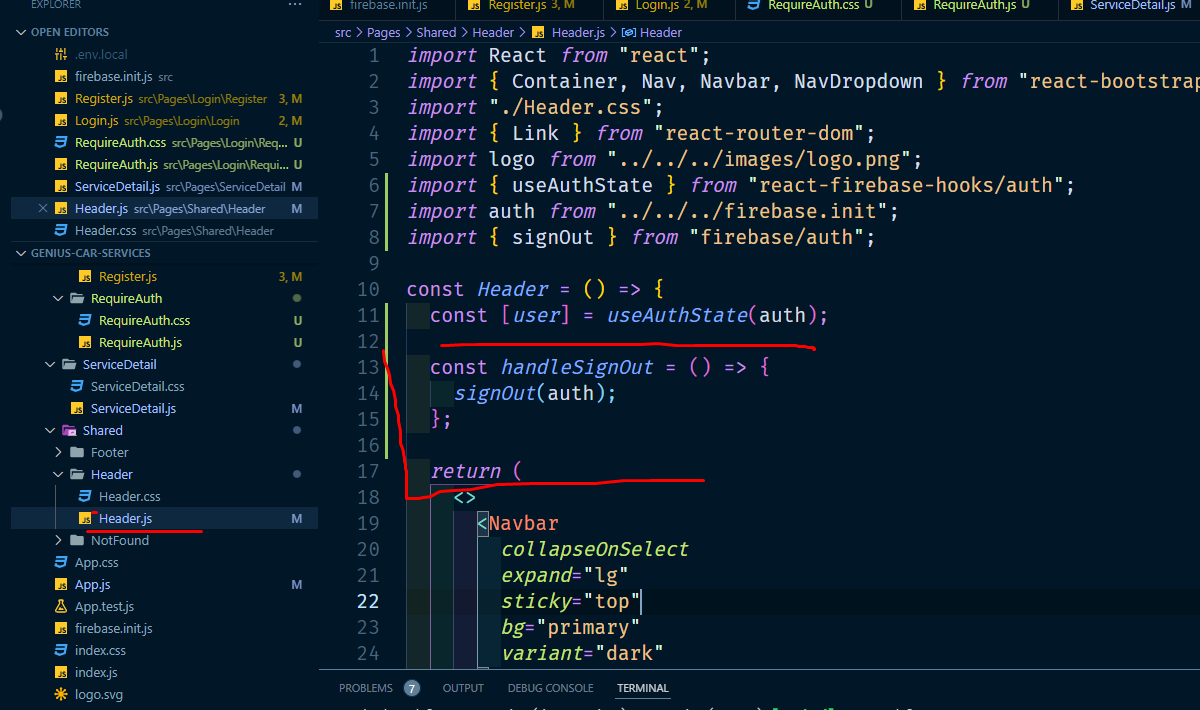 EXPLORER ...
OPEN EDITORS
.env.local
firebase.init.js src
Register.js src\Pages\Login\Register 3, M
Login.js src\Pages\Login\Login 2, M
RequireAuth.css src\Pages\Login\Req... U
RequireAuth.js src\Pages\Login\Requi... U
ServiceDetail.js src\Pages\ServiceDetail M
Header.js src\Pages\Shared\Header M
Header.css src\Pages\Shared\Header
GENIUS-CAR-SERVICES
Register.js 3, M
RequireAuth
RequireAuth.css U
RequireAuth.js U
ServiceDetail
ServiceDetail.css
ServiceDetail.js M
Shared
Footer
Header
Header.css
Header.js M
NotFound
App.css
App.js M
App.test.js
firebase.init.js
index.css
index.js
logo.svg
firebase.init.js Register.js 3, M Login.js 2, M RequireAuth.css U RequireAuth.js U ServiceDetail.js M
src > Pages > Shared > Header > Header.js > Header
1 import React from "react";
2 import { Container, Nav, Navbar, NavDropdown } from "react-bootstrap
3 import "./Header.css";
4 import { Link } from "react-router-dom";
5 import logo from "../../../images/logo.png";
6 import { useAuthState } from "react-firebase-hooks/auth";
7 import auth from "../../../firebase.init";
8 import { signOut } from "firebase/auth";
9
10 const Header = () => {
11 const [user] = useAuthState(auth);
12
13 const handleSignOut = () => {
14 signOut(auth);
15 };
16
17 return (
18 <>
19 <Navbar
20 collapseOnSelect
21 expand="lg"
22 sticky="top"
23 bg="primary"
24 variant="dark"
PROBLEMS 7 OUTPUT DEBUG CONSOLE TERMINAL